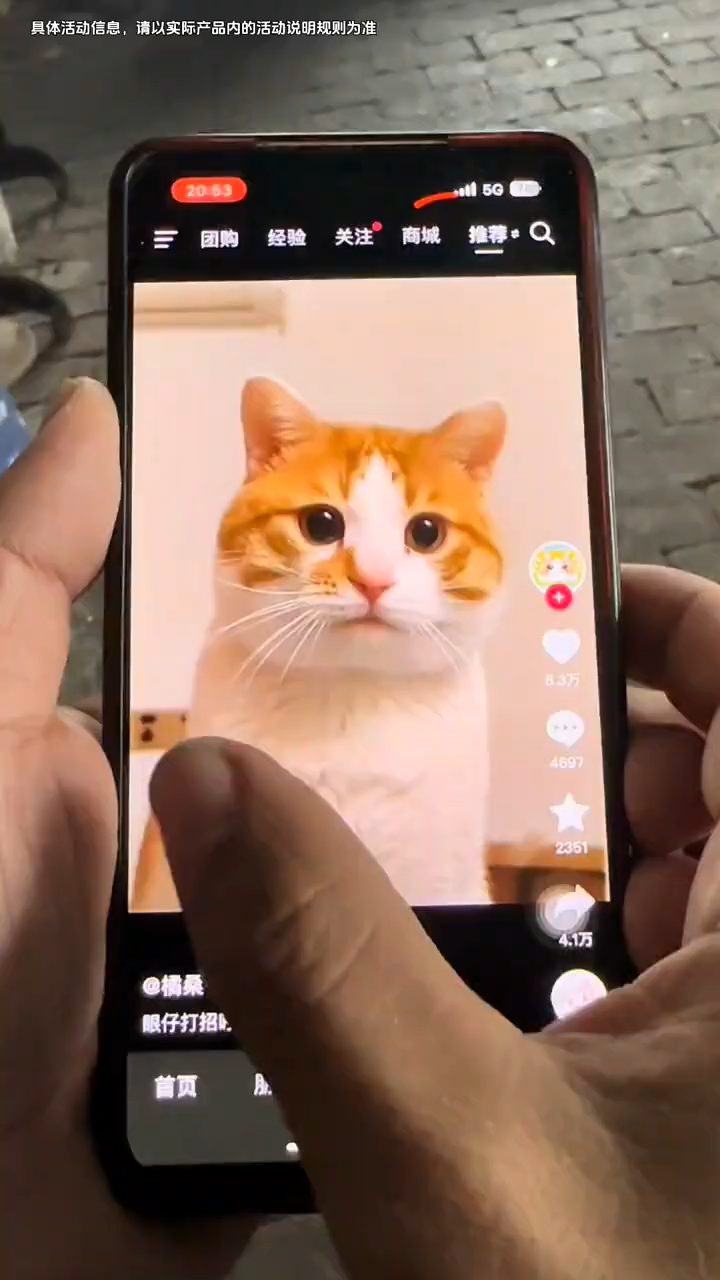 具体活动信息，请以实际产品内的活动说明规则为准
20:53
5G
团购 经验 关注 商城 推荐
8.3万
4697
2351
4.1万
@橘桑
眼仔打招
首页